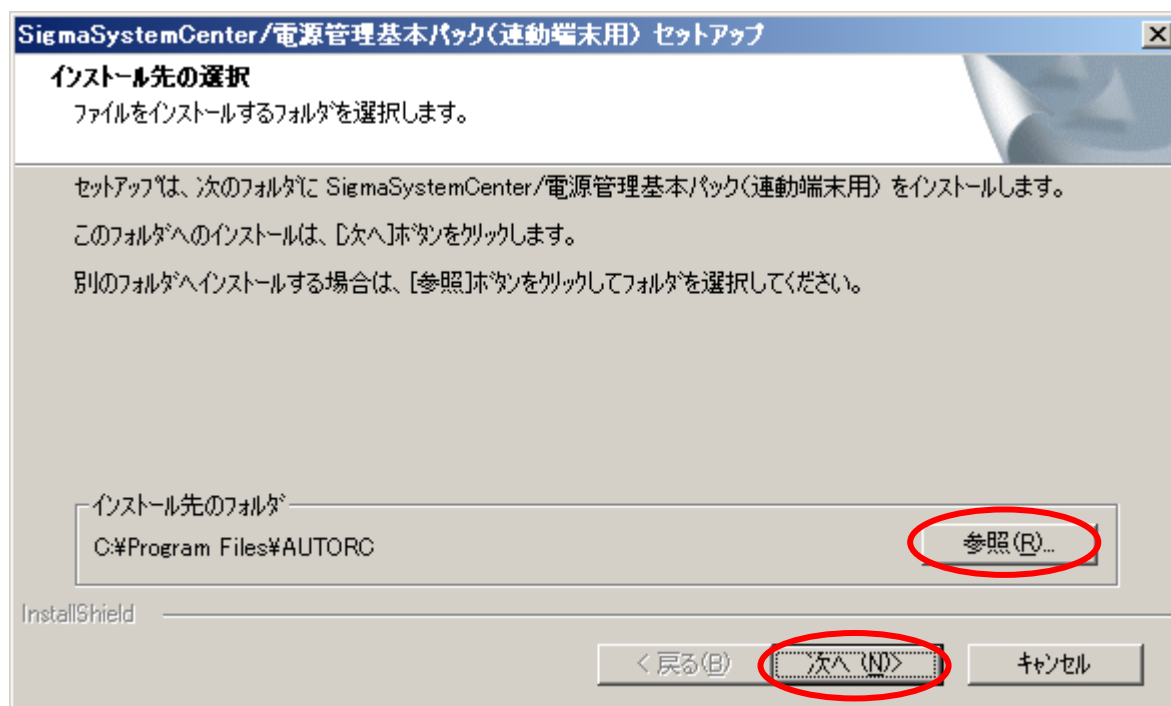 SigmaSystemCenter/電源管理基本パック(連動端末用) セットアップ
インストール先の選択
ファイルをインストールするフォルダを選択します。
セットアップは、次のフォルダに SigmaSystemCenter/電源管理基本パック(連動端末用) をインストールします。
このフォルダへのインストールは、[次へ]ボタンをクリックします。
別のフォルダへインストールする場合は、[参照]ボタンをクリックしてフォルダを選択してください。
インストール先のフォルダ
C:¥Program Files¥AUTORC
参照(R)...
InstallShield
< 戻る(B)
次へ (N)>
キャンセル